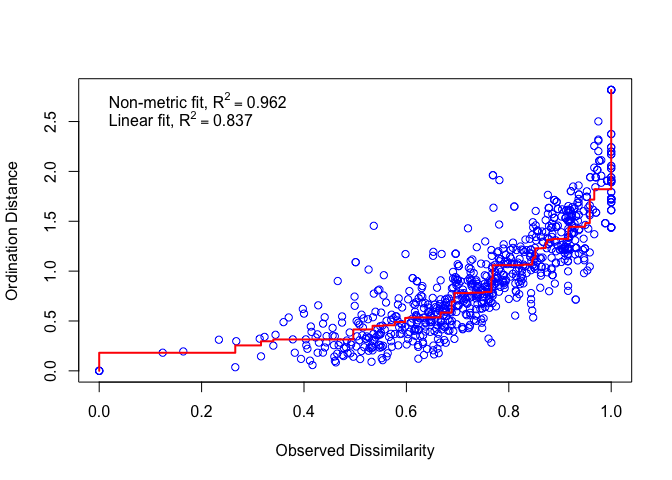 Non-metric fit, R² = 0.962
Linear fit, R² = 0.837
Ordination Distance
2.5
2.0
1.5
1.0
0.5
0.0
0.0 0.2 0.4 0.6 0.8 1.0
Observed Dissimilarity